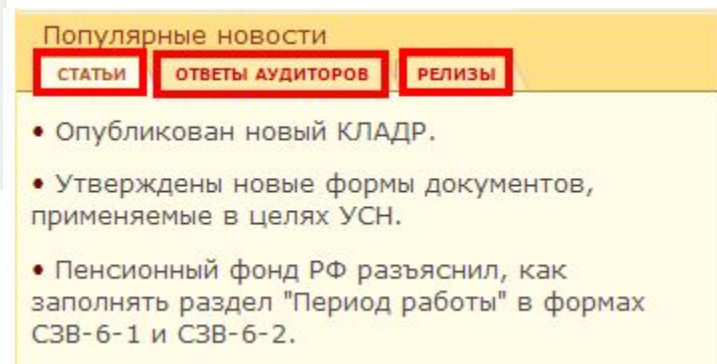 Популярные новости
СТАТЬИ ОТВЕТЫ АУДИТОРОВ РЕЛИЗЫ
• Опубликован новый КЛАДР.
• Утверждены новые формы документов,
применяемые в целях УСН.
• Пенсионный фонд РФ разъяснил, как
заполнять раздел "Период работы" в формах
СЗВ-6-1 и СЗВ-6-2.